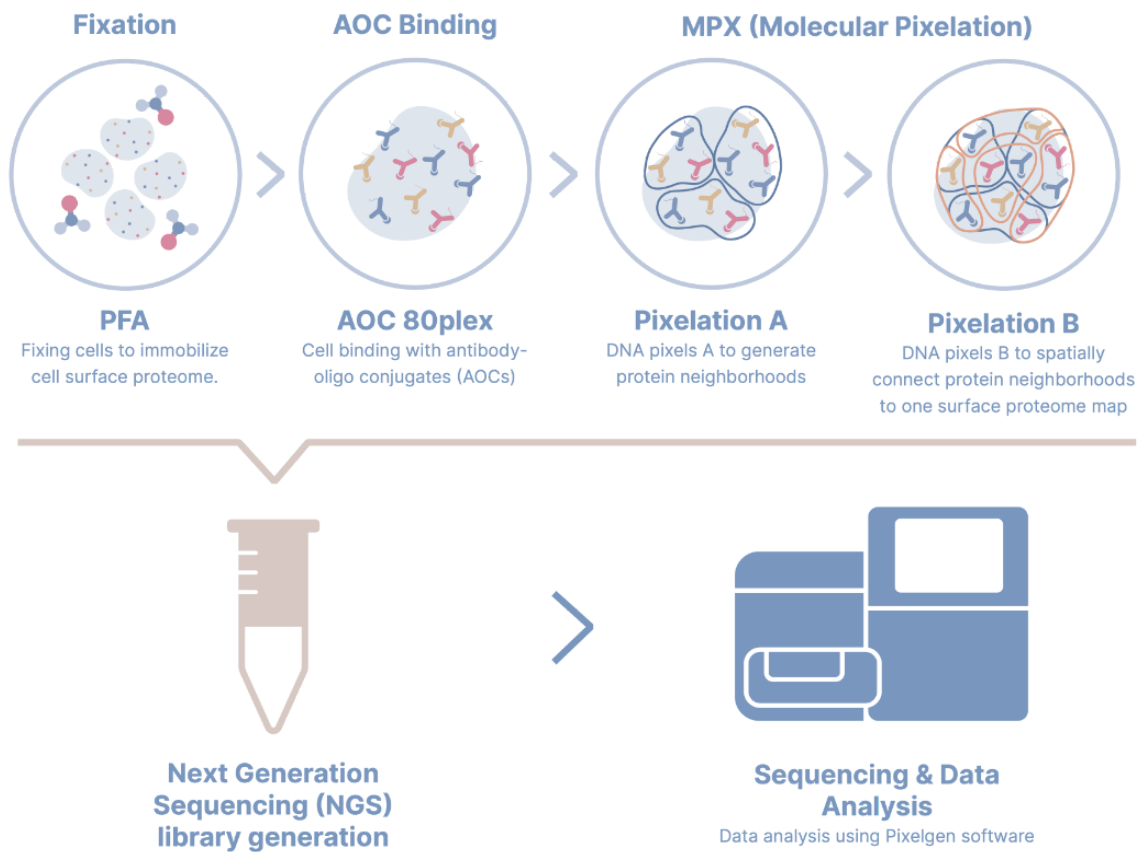 Fixation
AOC Binding
MPX (Molecular Pixelation)
PFA
Fixing cells to immobilize
cell surface proteome.
AOC 80plex
Cell binding with antibody-
oligo conjugates (AOCs)
Pixelation A
DNA pixels A to generate
protein neighborhoods
Pixelation B
DNA pixels B to spatially
connect protein neighborhoods
to one surface proteome map
Next Generation
Sequencing (NGS)
library generation
Sequencing & Data
Analysis
Data analysis using Pixelgen software